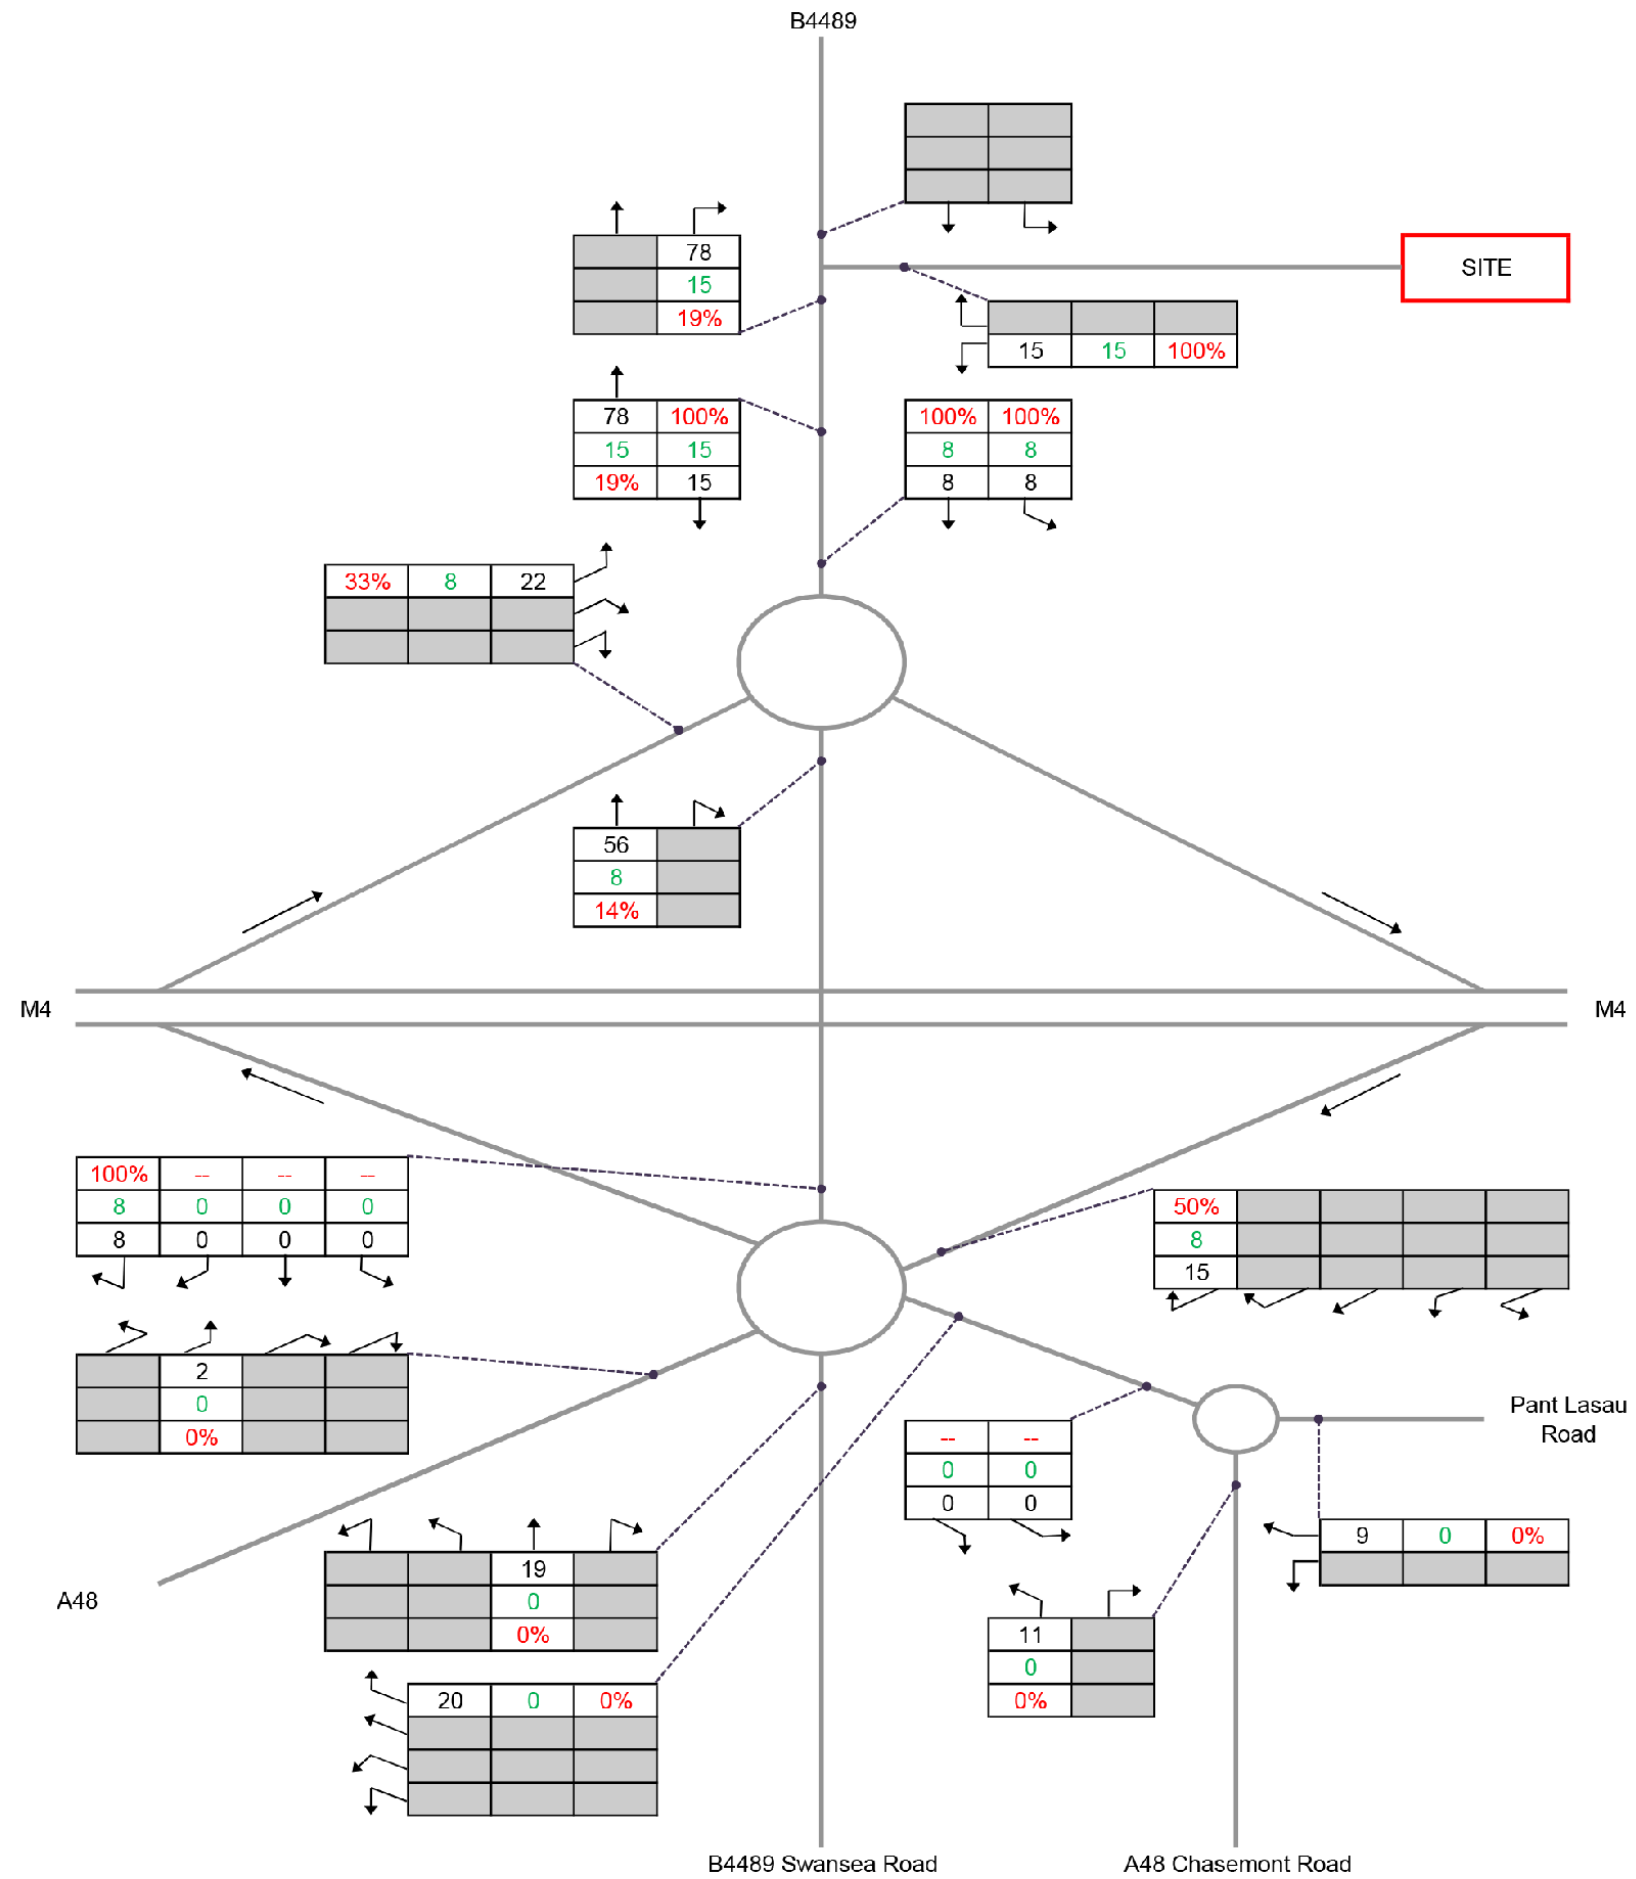 B4489
78
15
19%
SITE
15 15 100%
78 100%
15 15
19% 15
100% 100%
8 8
8 8
33% 8 22
56
8
14%
M4
M4
100% -- -- --
8 0 0 0
8 0 0 0
50%
8
15
2
0
0%
-- --
0 0
0 0
Pant Lasau
Road
9 0 0%
19
0
0%
A48
11
0
0%
20 0 0%
B4489 Swansea Road
A48 Chasemont Road